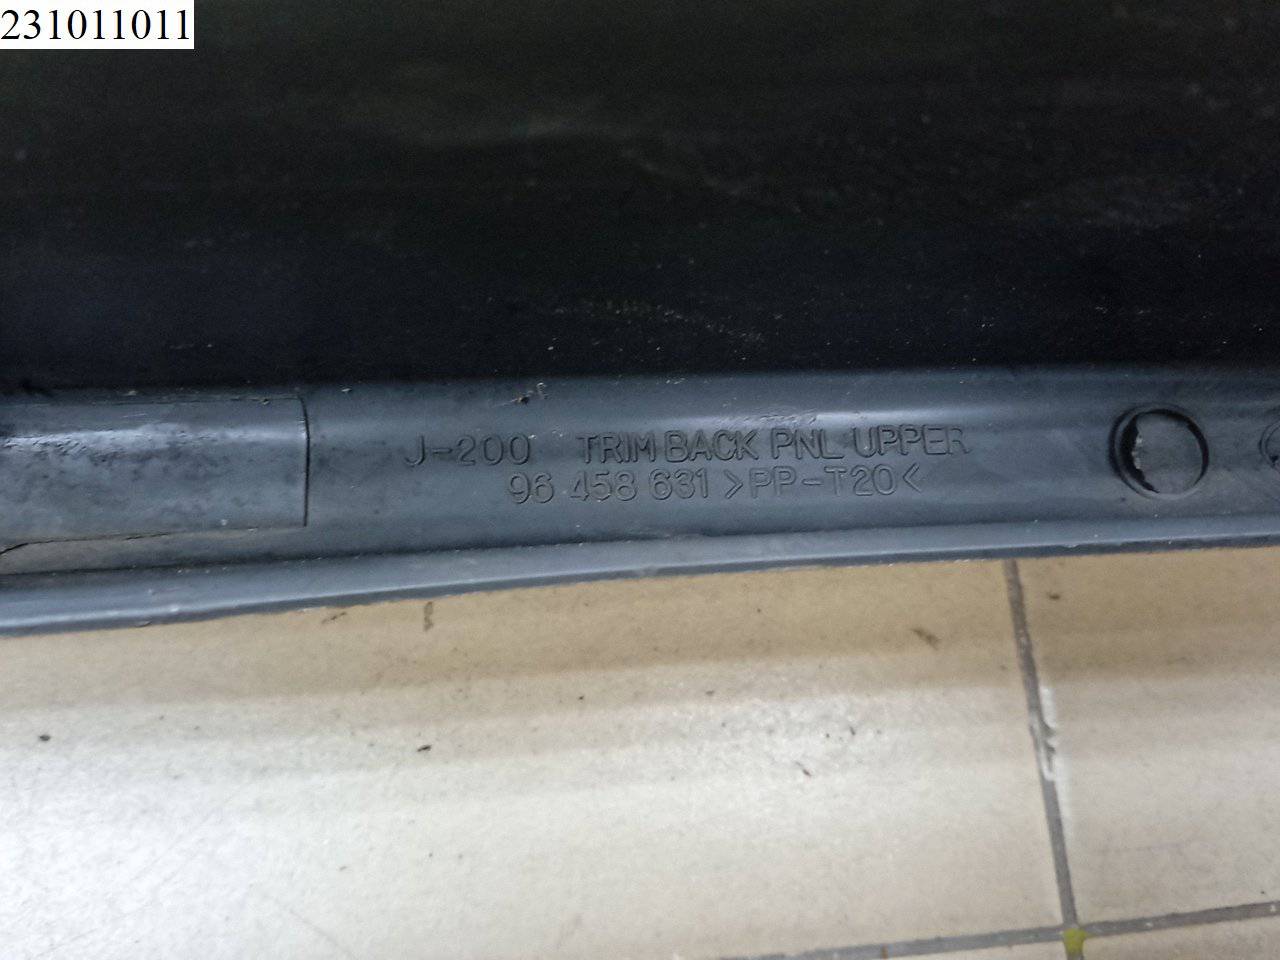 231011011
J-200 TRIM BACK PNL UPPER
96 458 631 >PP-T20<